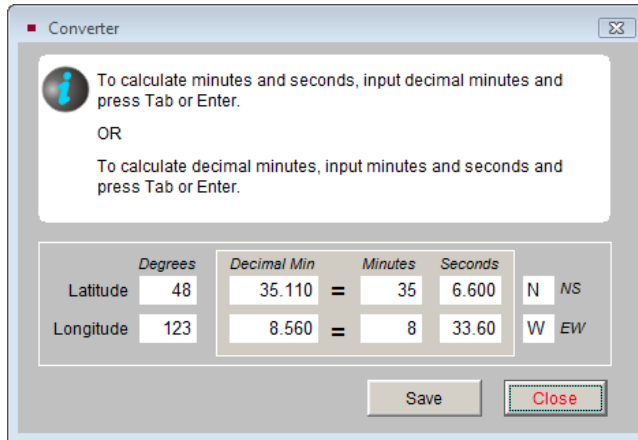 Converter
To calculate minutes and seconds, input decimal minutes and
press Tab or Enter.
OR
To calculate decimal minutes, input minutes and seconds and
press Tab or Enter.
Degrees Decimal Min Minutes Seconds
Latitude 48 35.110 = 35 6.600 N NS
Longitude 123 8.560 = 8 33.60 W EW
Save Close